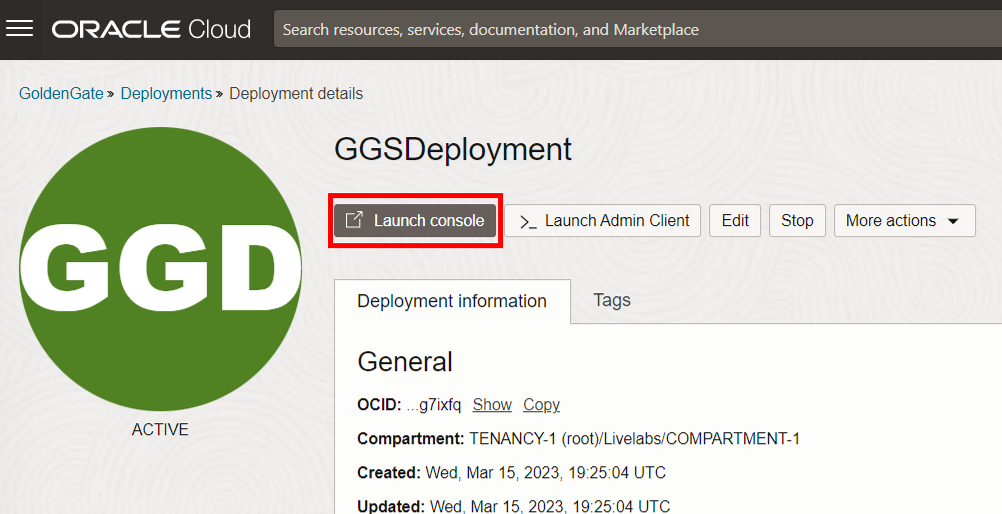 ORACLE Cloud
Search resources, services, documentation, and Marketplace
GoldenGate » Deployments » Deployment details
GGD
ACTIVE
GGSDeployment
Launch console >_ Launch Admin Client Edit Stop More actions
Deployment information Tags
General
OCID: ...g7ixfq Show Copy
Compartment: TENANCY-1 (root)/Livelabs/COMPARTMENT-1
Created: Wed, Mar 15, 2023, 19:25:04 UTC
Updated: Wed, Mar 15, 2023, 19:25:04 UTC